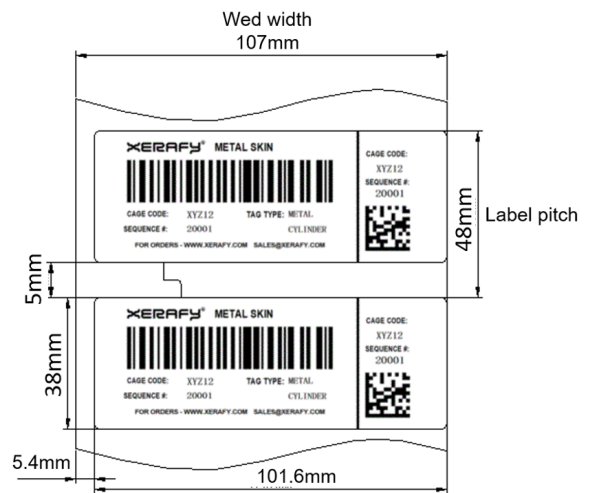 Wed width
107mm
XERAFY® METAL SKIN
CAGE CODE: XYZ12 TAG TYPE: METAL
SEQUENCE #: 20001 CYLINDER
FOR ORDERS - WWW.XERAFY.COM SALES@XERAFY.COM
CAGE CODE:
XYZ12
SEQUENCE #:
20001
48mm
Label pitch
5mm
XERAFY® METAL SKIN
CAGE CODE: XYZ12 TAG TYPE: METAL
SEQUENCE #: 20001 CYLINDER
FOR ORDERS - WWW.XERAFY.COM SALES@XERAFY.COM
CAGE CODE:
XYZ12
SEQUENCE #:
20001
38mm
5.4mm
101.6mm